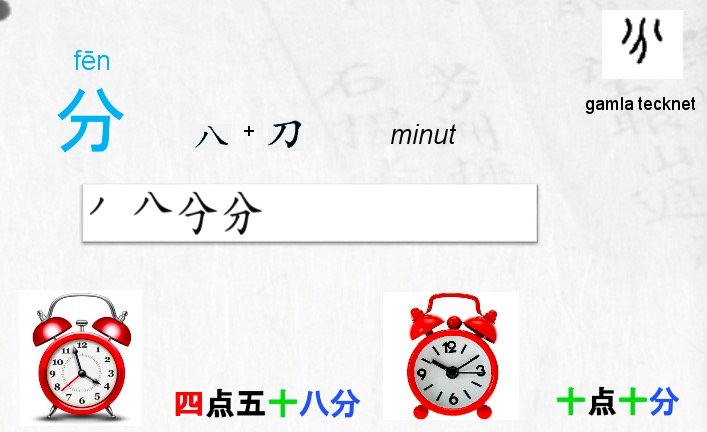 fēn
gamla tecknet
分
八 + 刀
minut
丿 八 分 分
四点五十八分
十点十分